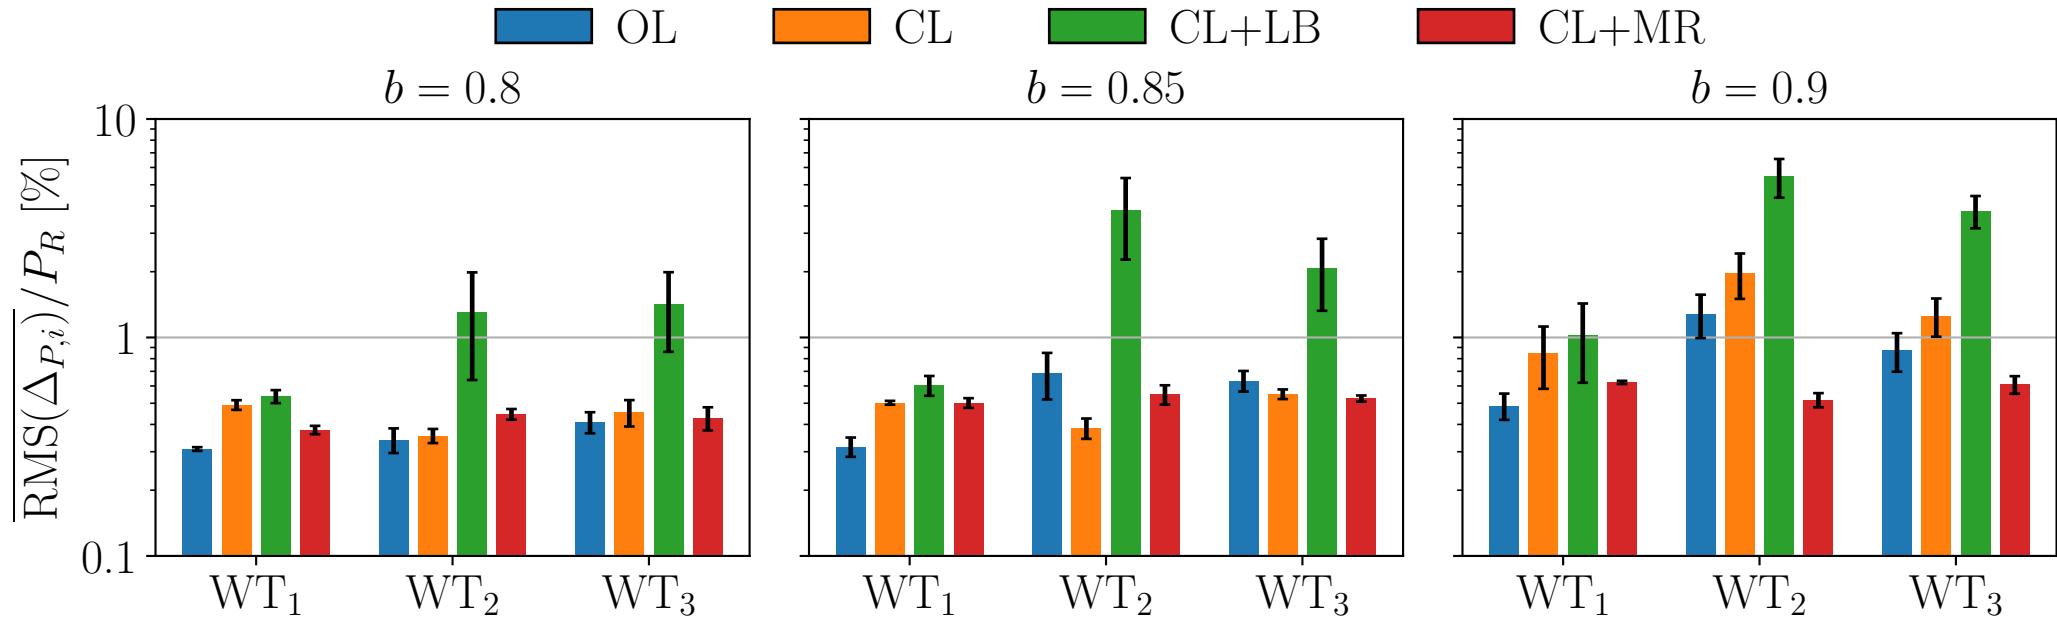 OL CL CL+LB CL+MR
b = 0.8 b = 0.85 b = 0.9
RMS(Δ_{P,i})/P_R [%]
10
1
0.1
WT₁ WT₂ WT₃ WT₁ WT₂ WT₃ WT₁ WT₂ WT₃